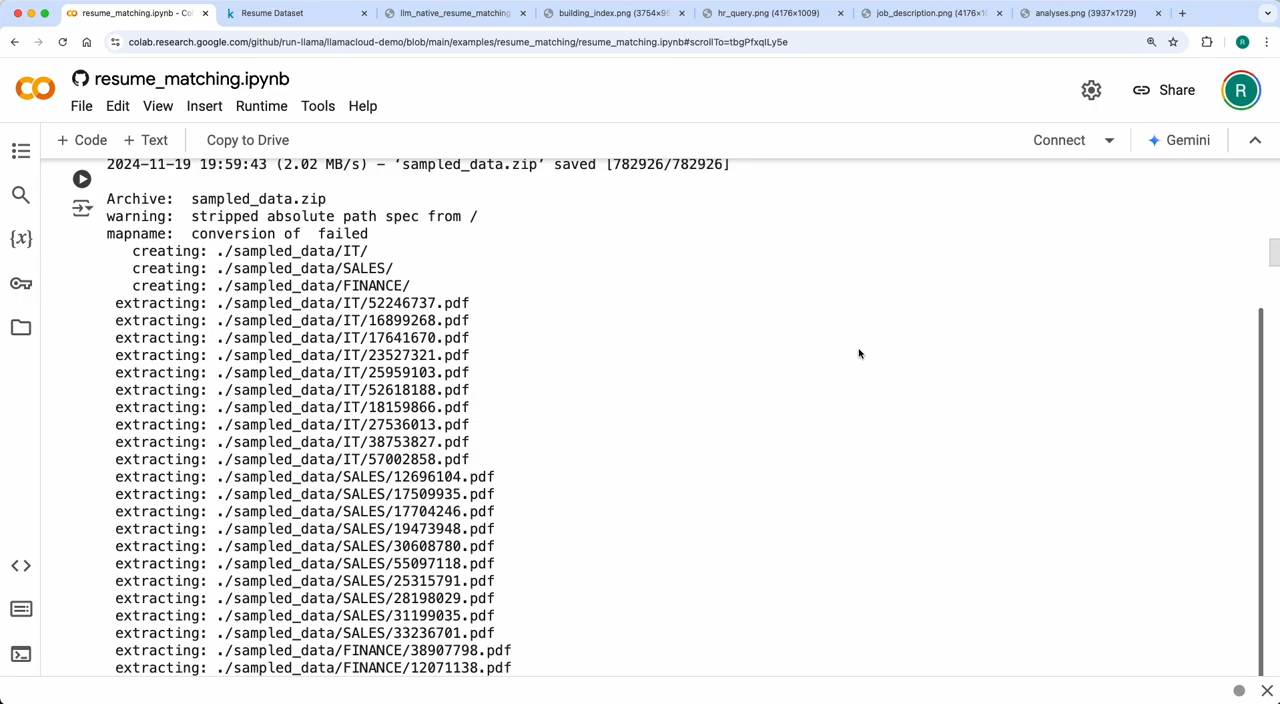 resume_matching.ipynb - Co
Resume Dataset
llm_native_resume_matching
building_index.png (3754×95
hr_query.png (4176×1009)
job_description.png (4176×10
analyses.png (3937×1729)
colab.research.google.com/github/run-llama/llamacloud-demo/blob/main/examples/resume_matching/resume_matching.ipynb#scrollTo=tbgPfxqILy5e
R
resume_matching.ipynb
File Edit View Insert Runtime Tools Help
Share
R
+ Code + Text Copy to Drive
Connect
Gemini
2024-11-19 19:59:43 (2.02 MB/s) - ‘sampled_data.zip’ saved [782926/782926]
Archive:  sampled_data.zip
warning:  stripped absolute path spec from /
mapname:  conversion of  failed
creating: ./sampled_data/IT/
creating: ./sampled_data/SALES/
creating: ./sampled_data/FINANCE/
extracting: ./sampled_data/IT/52246737.pdf
extracting: ./sampled_data/IT/16899268.pdf
extracting: ./sampled_data/IT/17641670.pdf
extracting: ./sampled_data/IT/23527321.pdf
extracting: ./sampled_data/IT/25959103.pdf
extracting: ./sampled_data/IT/52618188.pdf
extracting: ./sampled_data/IT/18159866.pdf
extracting: ./sampled_data/IT/27536013.pdf
extracting: ./sampled_data/IT/38753827.pdf
extracting: ./sampled_data/IT/57002858.pdf
extracting: ./sampled_data/SALES/12696104.pdf
extracting: ./sampled_data/SALES/17509935.pdf
extracting: ./sampled_data/SALES/17704246.pdf
extracting: ./sampled_data/SALES/19473948.pdf
extracting: ./sampled_data/SALES/30608780.pdf
extracting: ./sampled_data/SALES/55097118.pdf
extracting: ./sampled_data/SALES/25315791.pdf
extracting: ./sampled_data/SALES/28198029.pdf
extracting: ./sampled_data/SALES/31199035.pdf
extracting: ./sampled_data/SALES/33236701.pdf
extracting: ./sampled_data/FINANCE/38907798.pdf
extracting: ./sampled_data/FINANCE/12071138.pdf